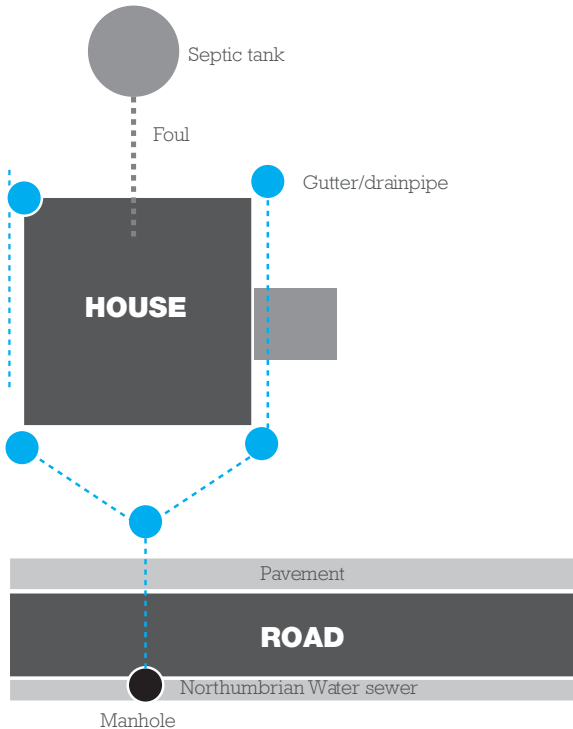 Septic tank
Foul
Gutter/drainpipe
HOUSE
Pavement
ROAD
Northumbrian Water sewer
Manhole